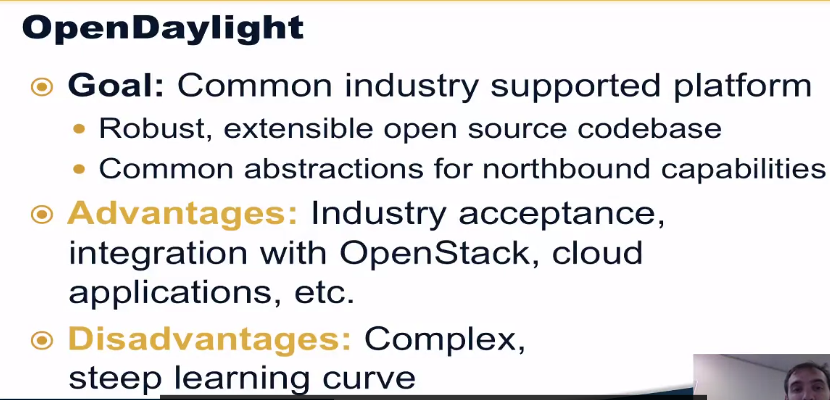 OpenDaylight
Goal: Common industry supported platform
Robust, extensible open source codebase
Common abstractions for northbound capabilities
Advantages: Industry acceptance,
integration with OpenStack, cloud
applications, etc.
Disadvantages: Complex,
steep learning curve